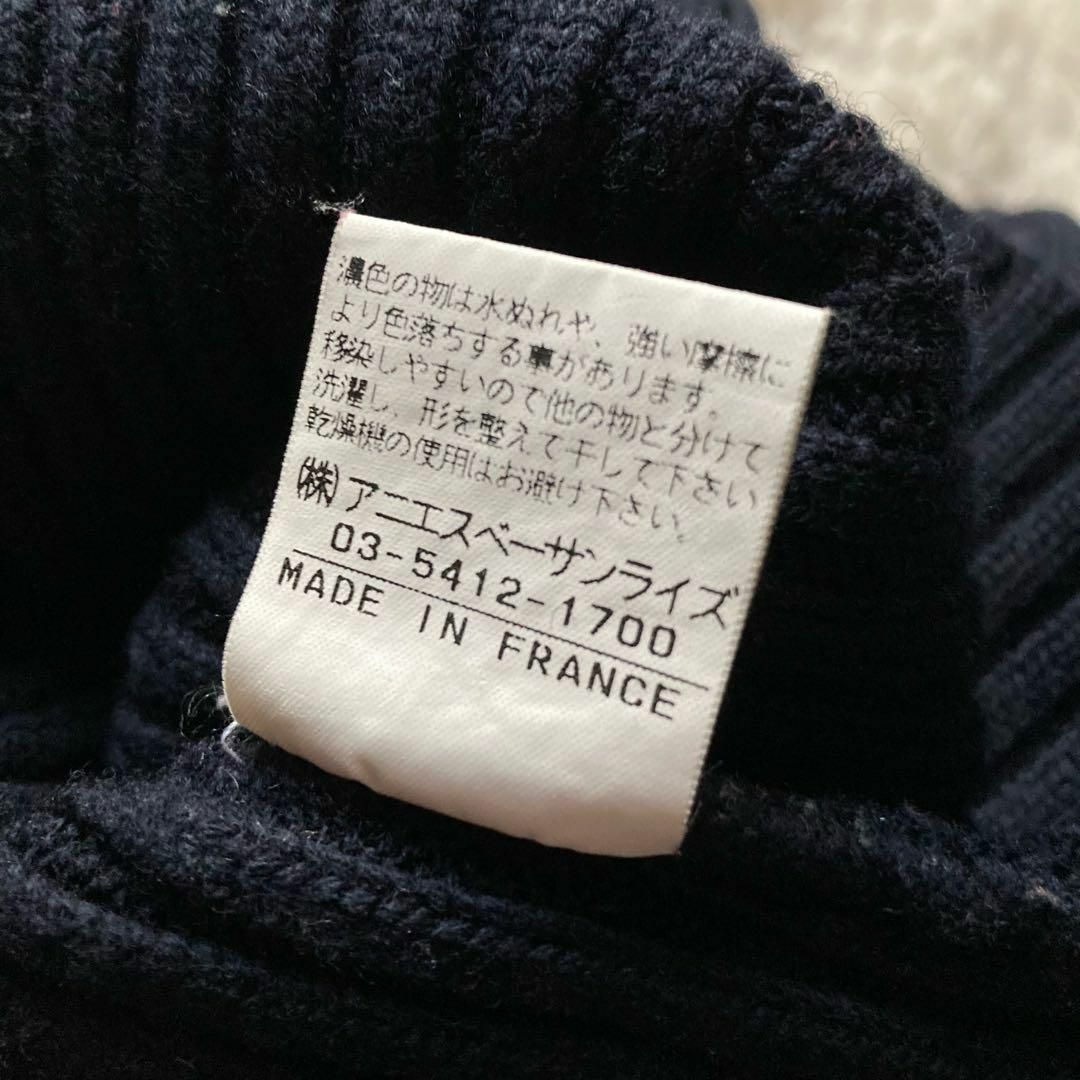 濃色の物は水ぬれや、強い摩擦に
より色落ちする事があります。
移染しやすいので他の物と分けて
洗濯し、形を整えて干して下さい
乾燥機の使用はお避け下さい。
(株)アニエスベーサンライズ
03-5412-1700
MADE IN FRANCE